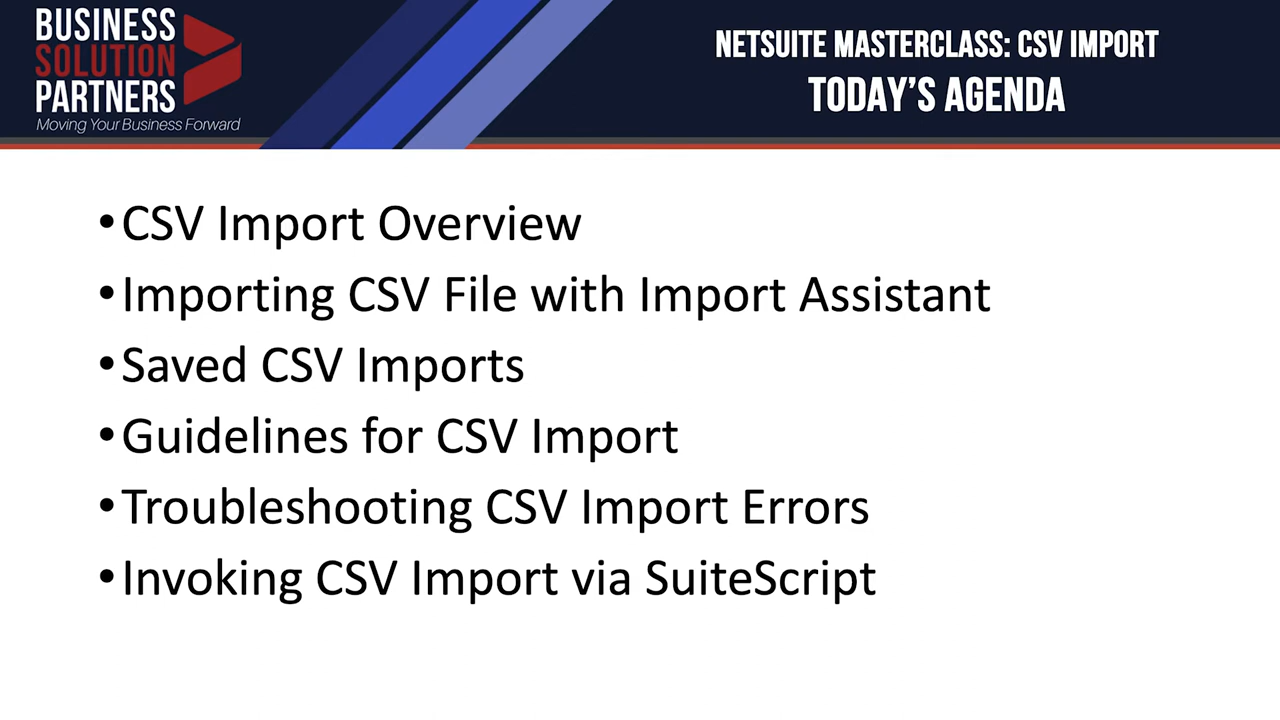 BUSINESS
SOLUTION
PARTNERS
Moving Your Business Forward
NETSUITE MASTERCLASS: CSV IMPORT
TODAY'S AGENDA
•CSV Import Overview
•Importing CSV File with Import Assistant
•Saved CSV Imports
•Guidelines for CSV Import
•Troubleshooting CSV Import Errors
•Invoking CSV Import via SuiteScript